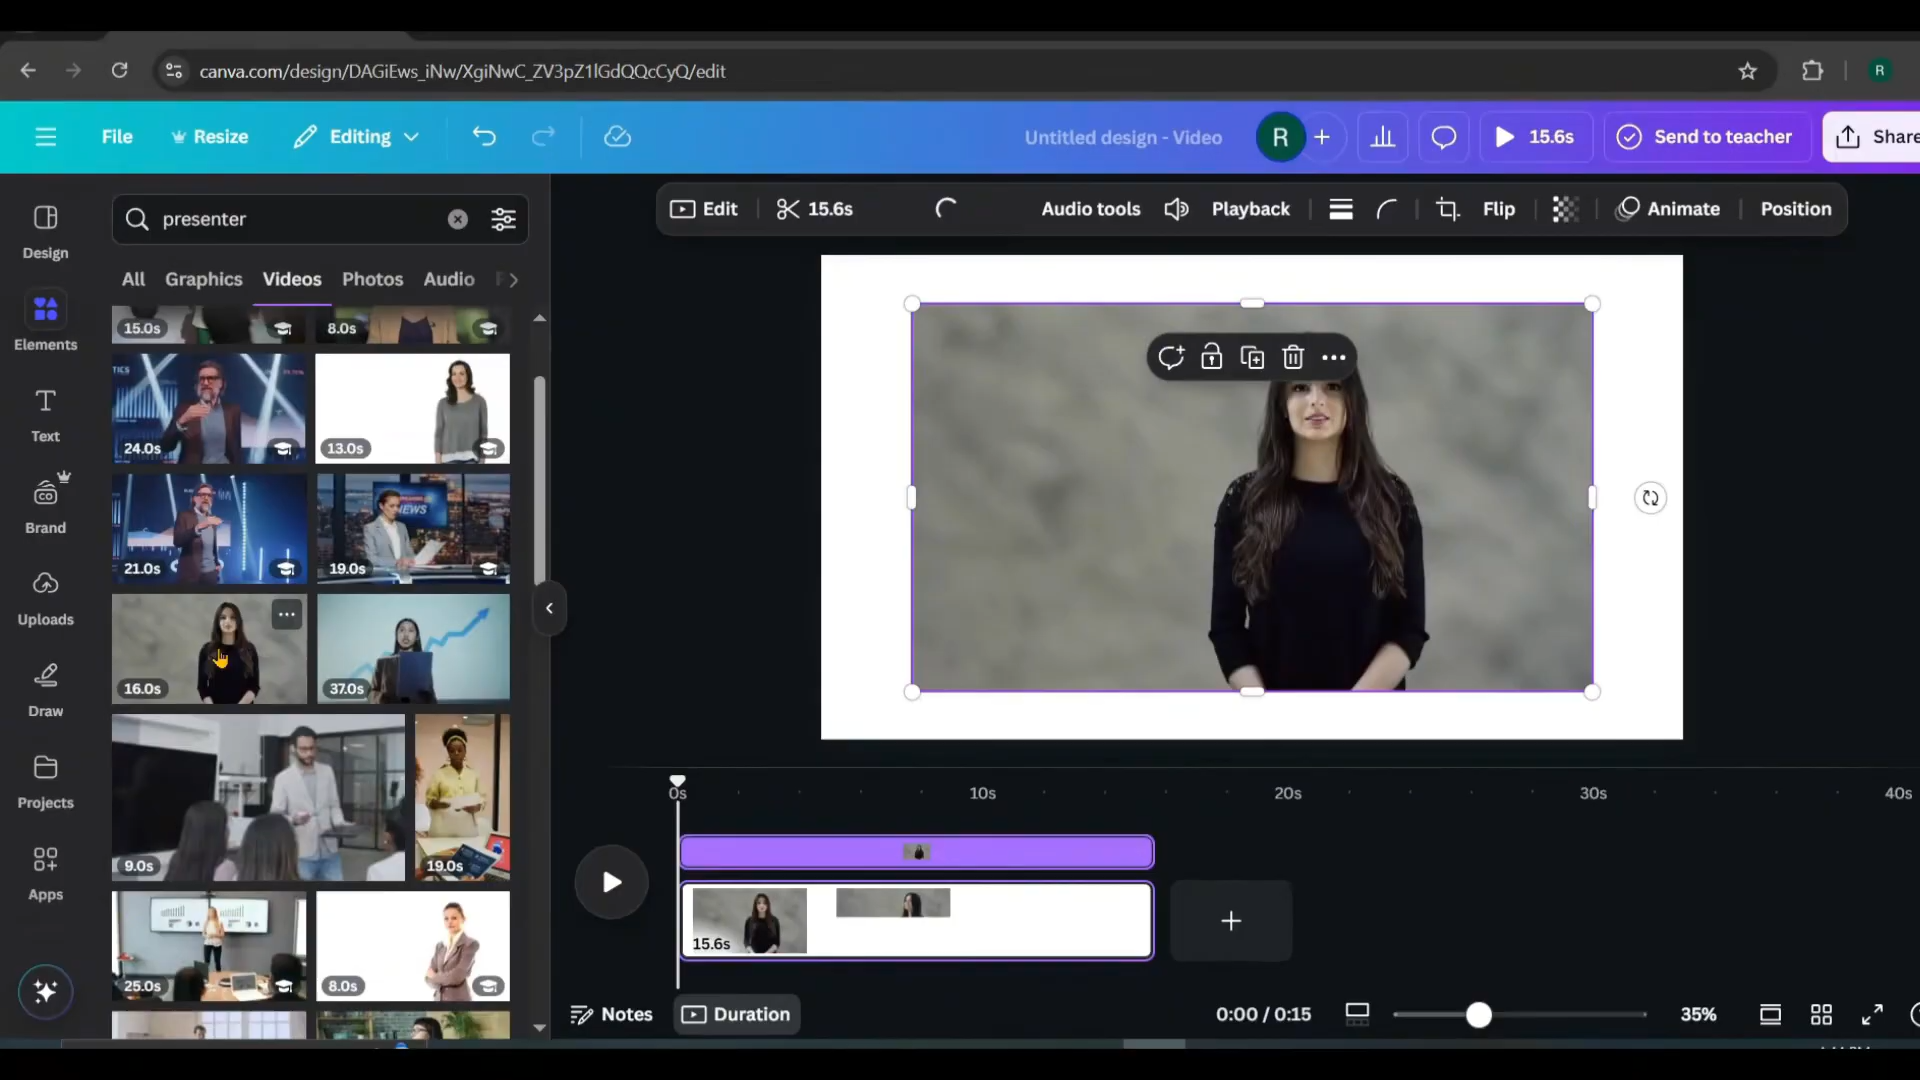 canva.com/design/DAGiEws_iNw/XgiNwC_ZV3pZ1lGdQQcCyQ/edit
R
File
Resize
Editing
Untitled design - Video
R
15.6s
Send to teacher
Share
Design
Elements
Text
Brand
Uploads
Draw
Projects
Apps
presenter
All
Graphics
Videos
Photos
Audio
15.0s
8.0s
24.0s
13.0s
21.0s
NEWS
19.0s
16.0s
37.0s
9.0s
19.0s
25.0s
8.0s
Edit
15.6s
Audio tools
Playback
Flip
Animate
Position
0s
10s
20s
30s
40s
15.6s
Notes
Duration
0:00 / 0:15
35%